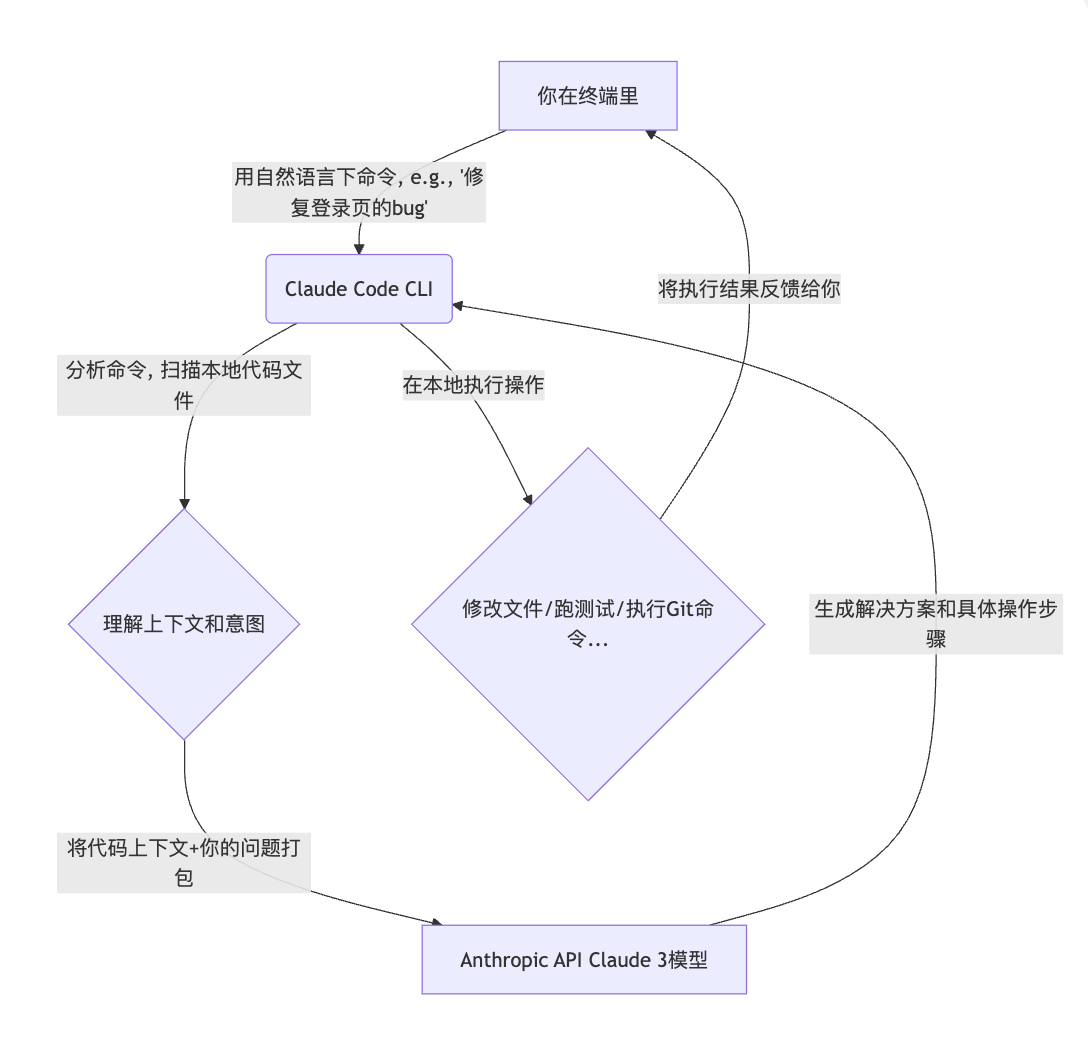 你在终端里
用自然语言下命令, e.g., '修
复登录页的bug'
Claude Code CLI
将执行结果反馈给你
分析命令, 扫描本地代码文
件
在本地执行操作
理解上下文和意图
修改文件/跑测试/执行Git命
令...
生成解决方案和具体操作步
骤
将代码上下文+你的问题打
包
Anthropic API Claude 3模型